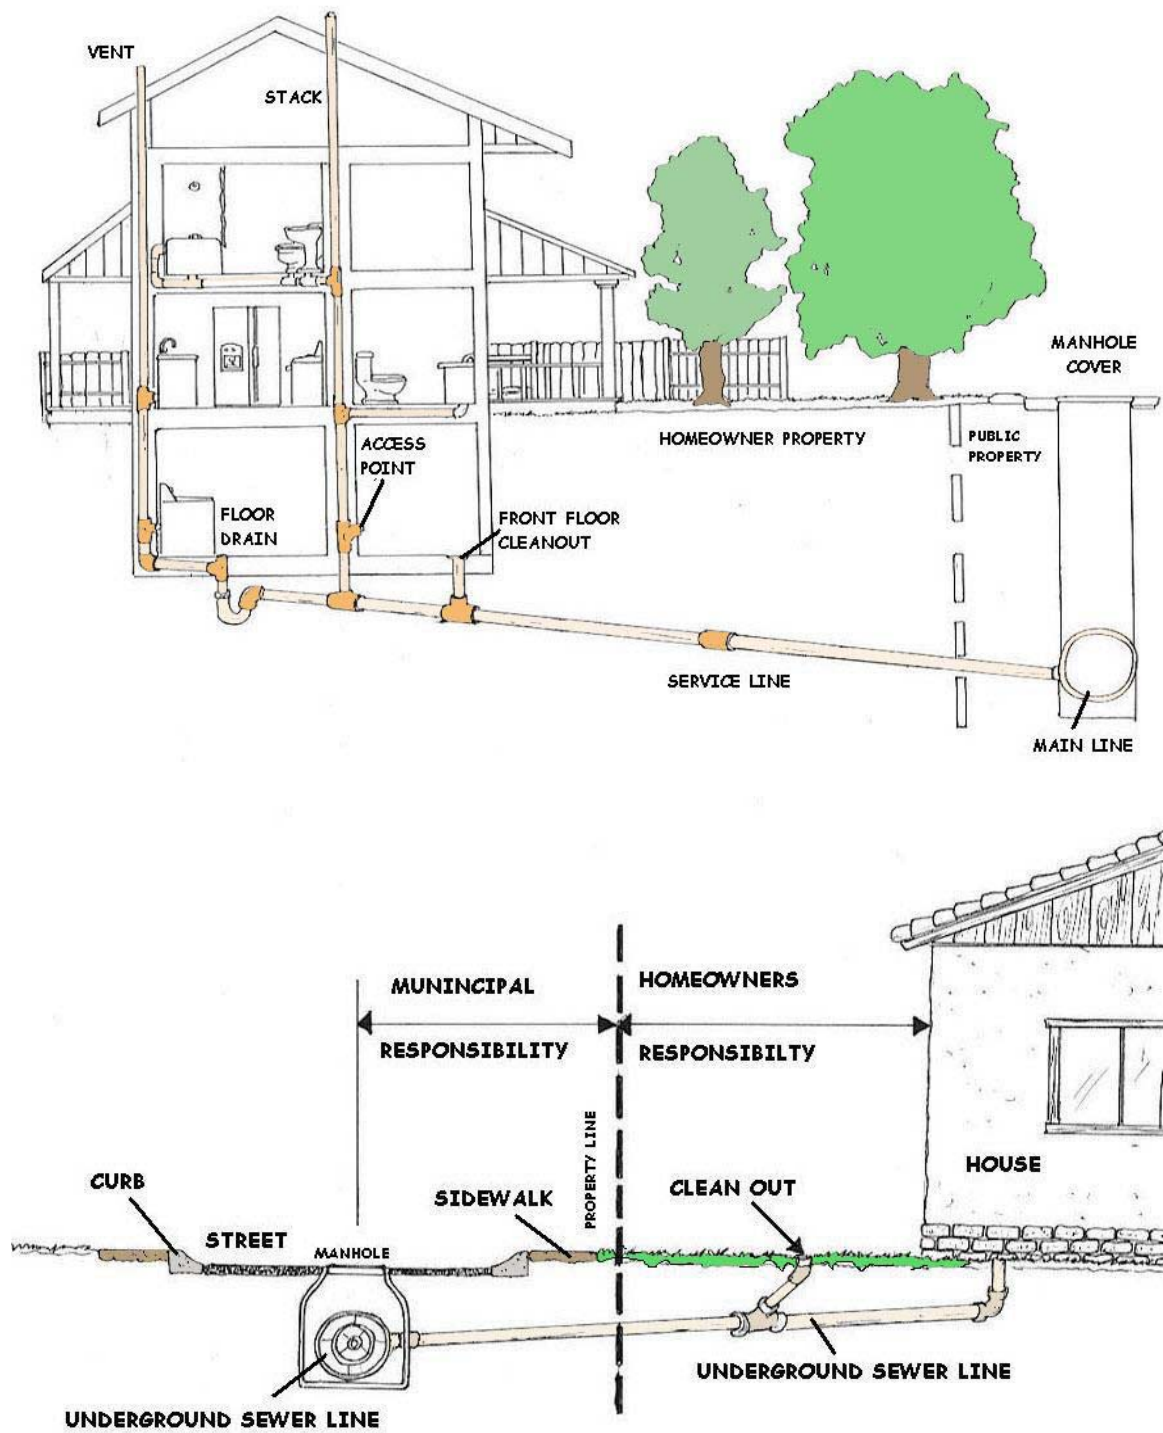 VENT
STACK
MANHOLE
COVER
HOMEOWNER PROPERTY
PUBLIC
PROPERTY
ACCESS
POINT
FLOOR
DRAIN
FRONT FLOOR
CLEANOUT
SERVICE LINE
MAIN LINE
MUNINCIPAL
RESPONSIBILITY
HOMEOWNERS
RESPONSIBILTY
PROPERTY LINE
CURB
STREET
MANHOLE
SIDEWALK
CLEAN OUT
HOUSE
UNDERGROUND SEWER LINE
UNDERGROUND SEWER LINE